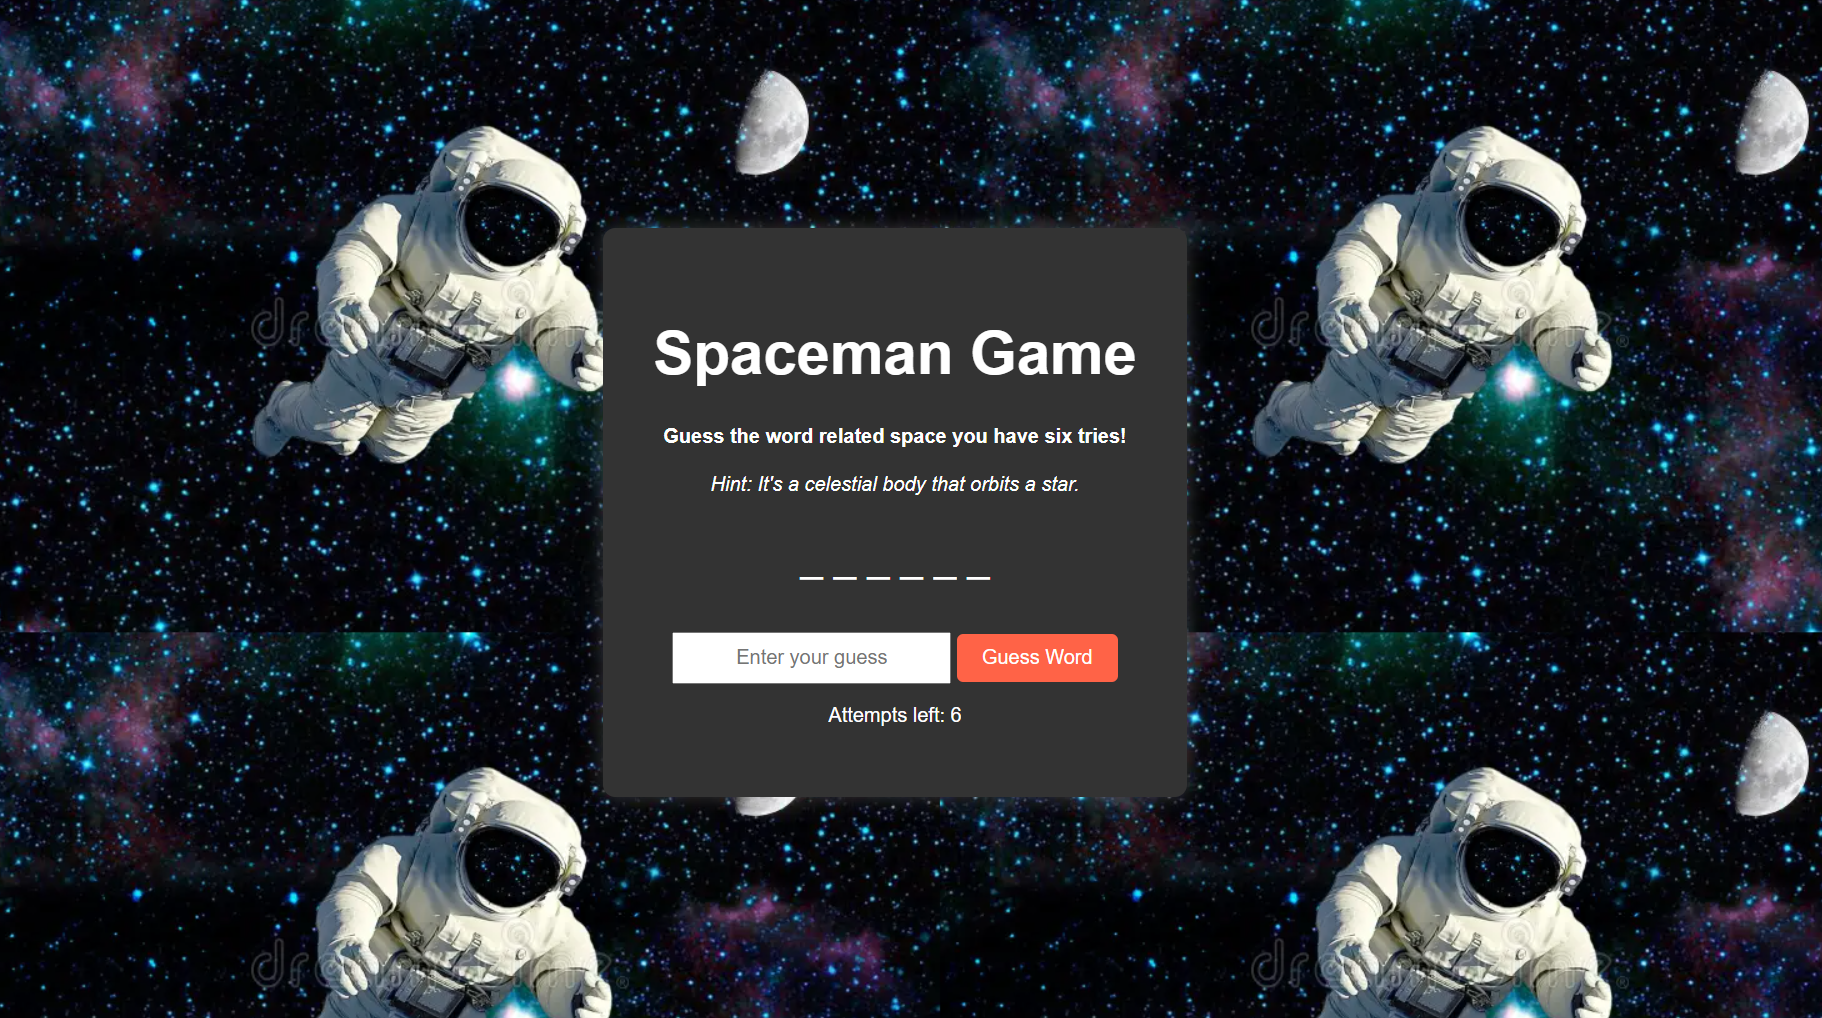 Spaceman Game
Guess the word related space you have six tries!
Hint: It's a celestial body that orbits a star.
_ _ _ _ _ _
Enter your guess
Guess Word
Attempts left: 6